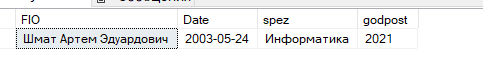 FIO Date spez godpost
Шмат Артем Эдуардович 2003-05-24 Информатика 2021